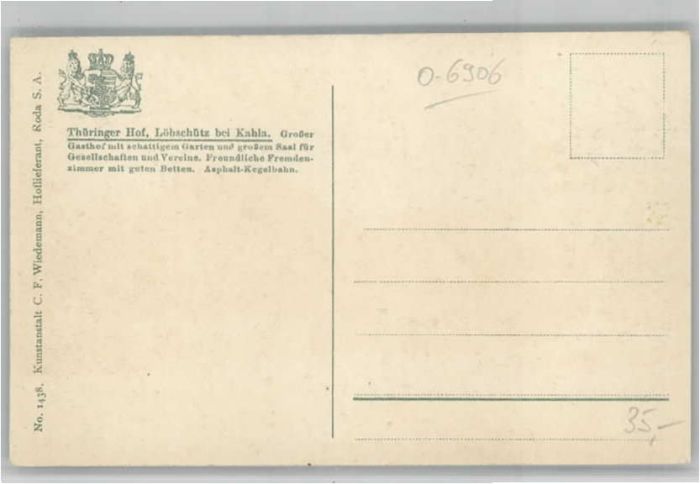 Thüringer Hof, Löbschütz bei Kahla. Großer
Gasthof mit schattigem Garten und großem Saal für
Gesellschaften und Vereine. Freundliche Fremden-
zimmer mit guten Betten. Asphalt-Kegelbahn.
No. 1438. Kunstanstalt C. F. Wiedemann, Hoflieferant, Roda S. A.
O-6906
35,-